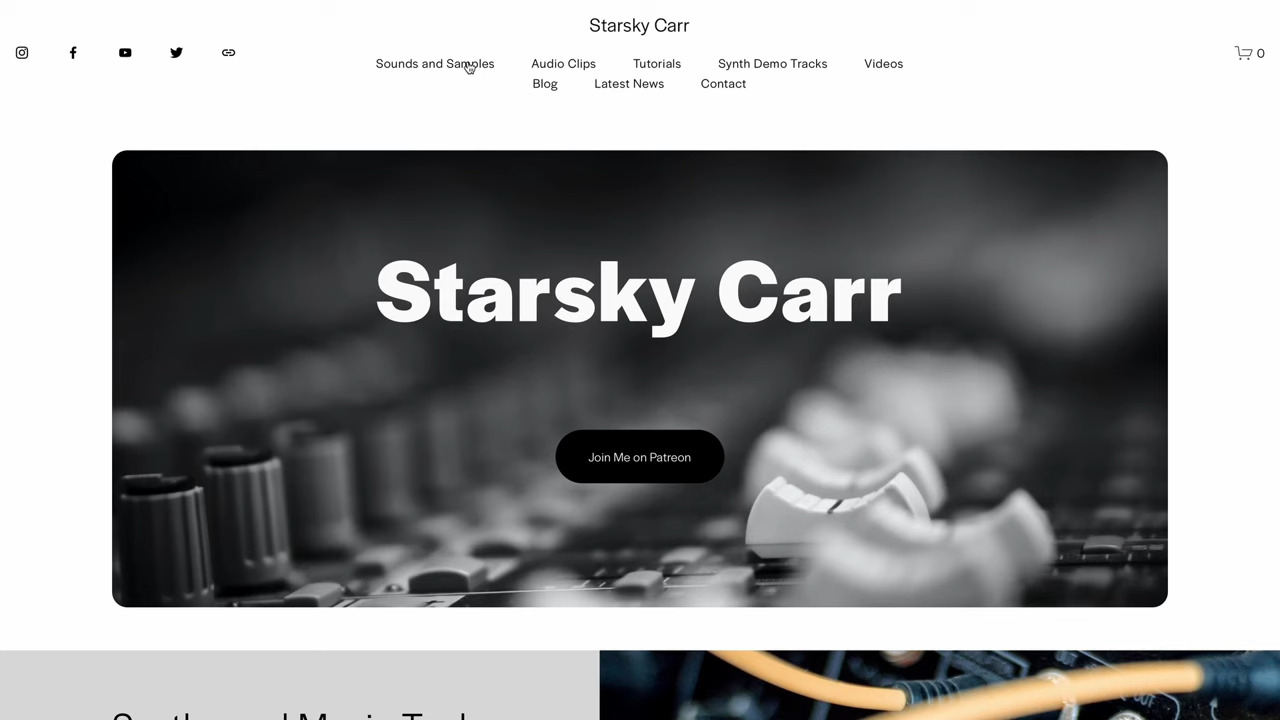 Starsky Carr
Sounds and Samples Audio Clips Tutorials Synth Demo Tracks Videos
Blog Latest News Contact
0
Starsky Carr
Join Me on Patreon